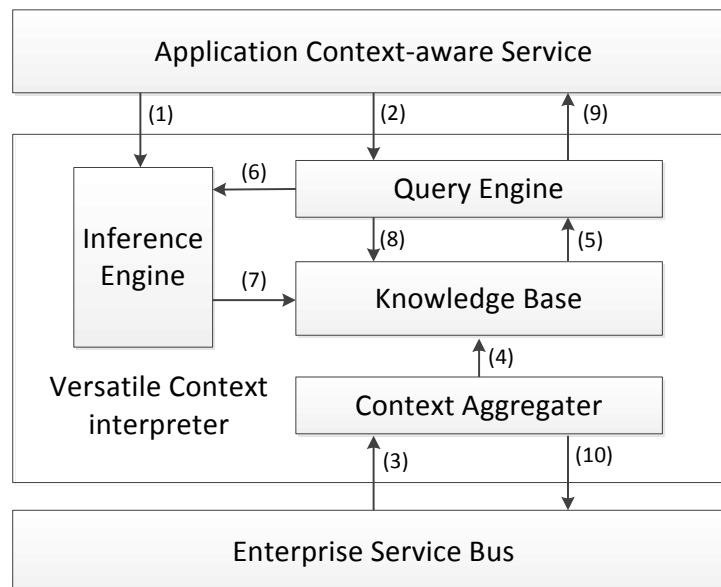 Application Context-aware Service
(1)
(2)
(9)
(6)
Query Engine
Inference
Engine
(8)
(5)
(7)
Knowledge Base
(4)
Versatile Context
interpreter
Context Aggregater
(3)
(10)
Enterprise Service Bus